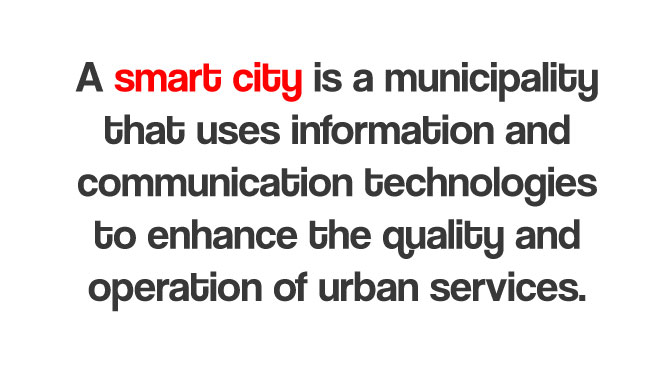 A smart city is a municipality
that uses information and
communication technologies
to enhance the quality and
operation of urban services.